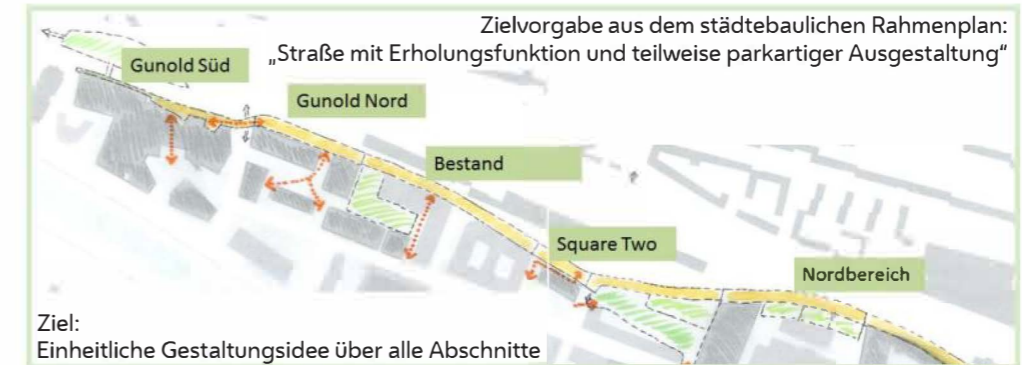 Zielvorgabe aus dem städtebaulichen Rahmenplan:
„Straße mit Erholungsfunktion und teilweise parkartiger Ausgestaltung“
Gunold Süd
Gunold Nord
Bestand
Square Two
Nordbereich
Ziel:
Einheitliche Gestaltungsidee über alle Abschnitte